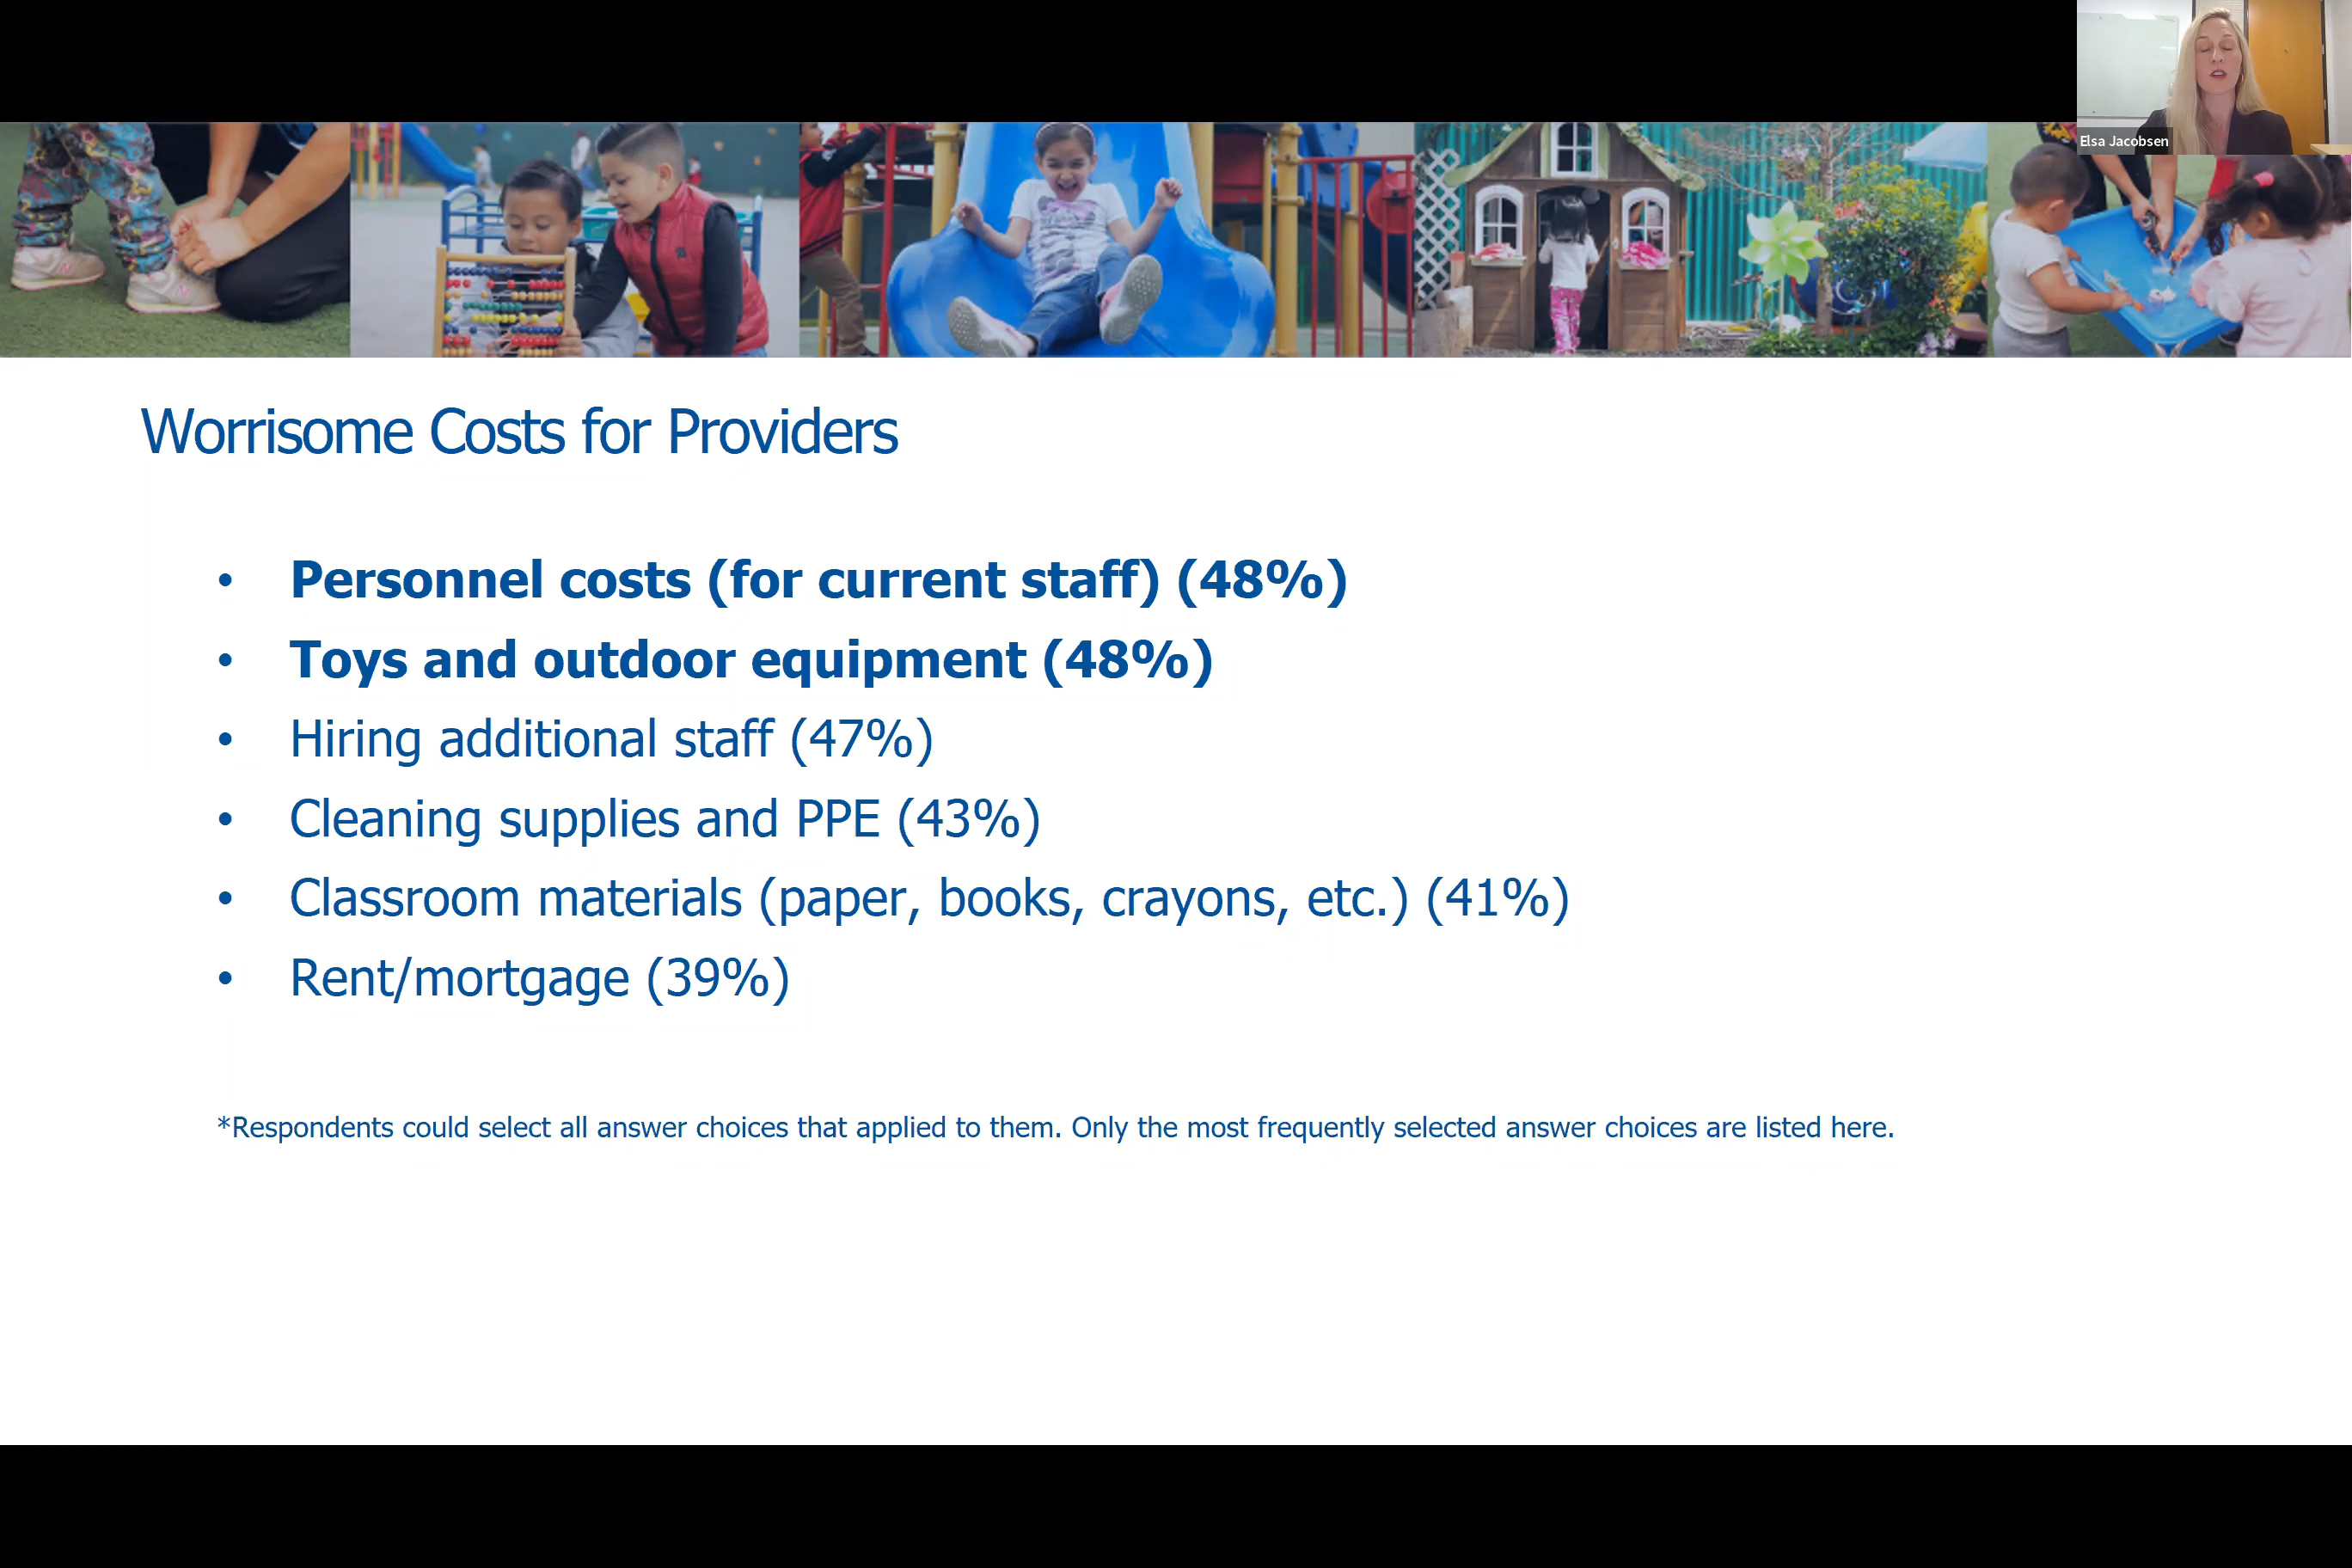 Elsa Jacobsen
Worrisome Costs for Providers
• Personnel costs (for current staff) (48%)
• Toys and outdoor equipment (48%)
• Hiring additional staff (47%)
• Cleaning supplies and PPE (43%)
• Classroom materials (paper, books, crayons, etc.) (41%)
• Rent/mortgage (39%)
*Respondents could select all answer choices that applied to them. Only the most frequently selected answer choices are listed here.